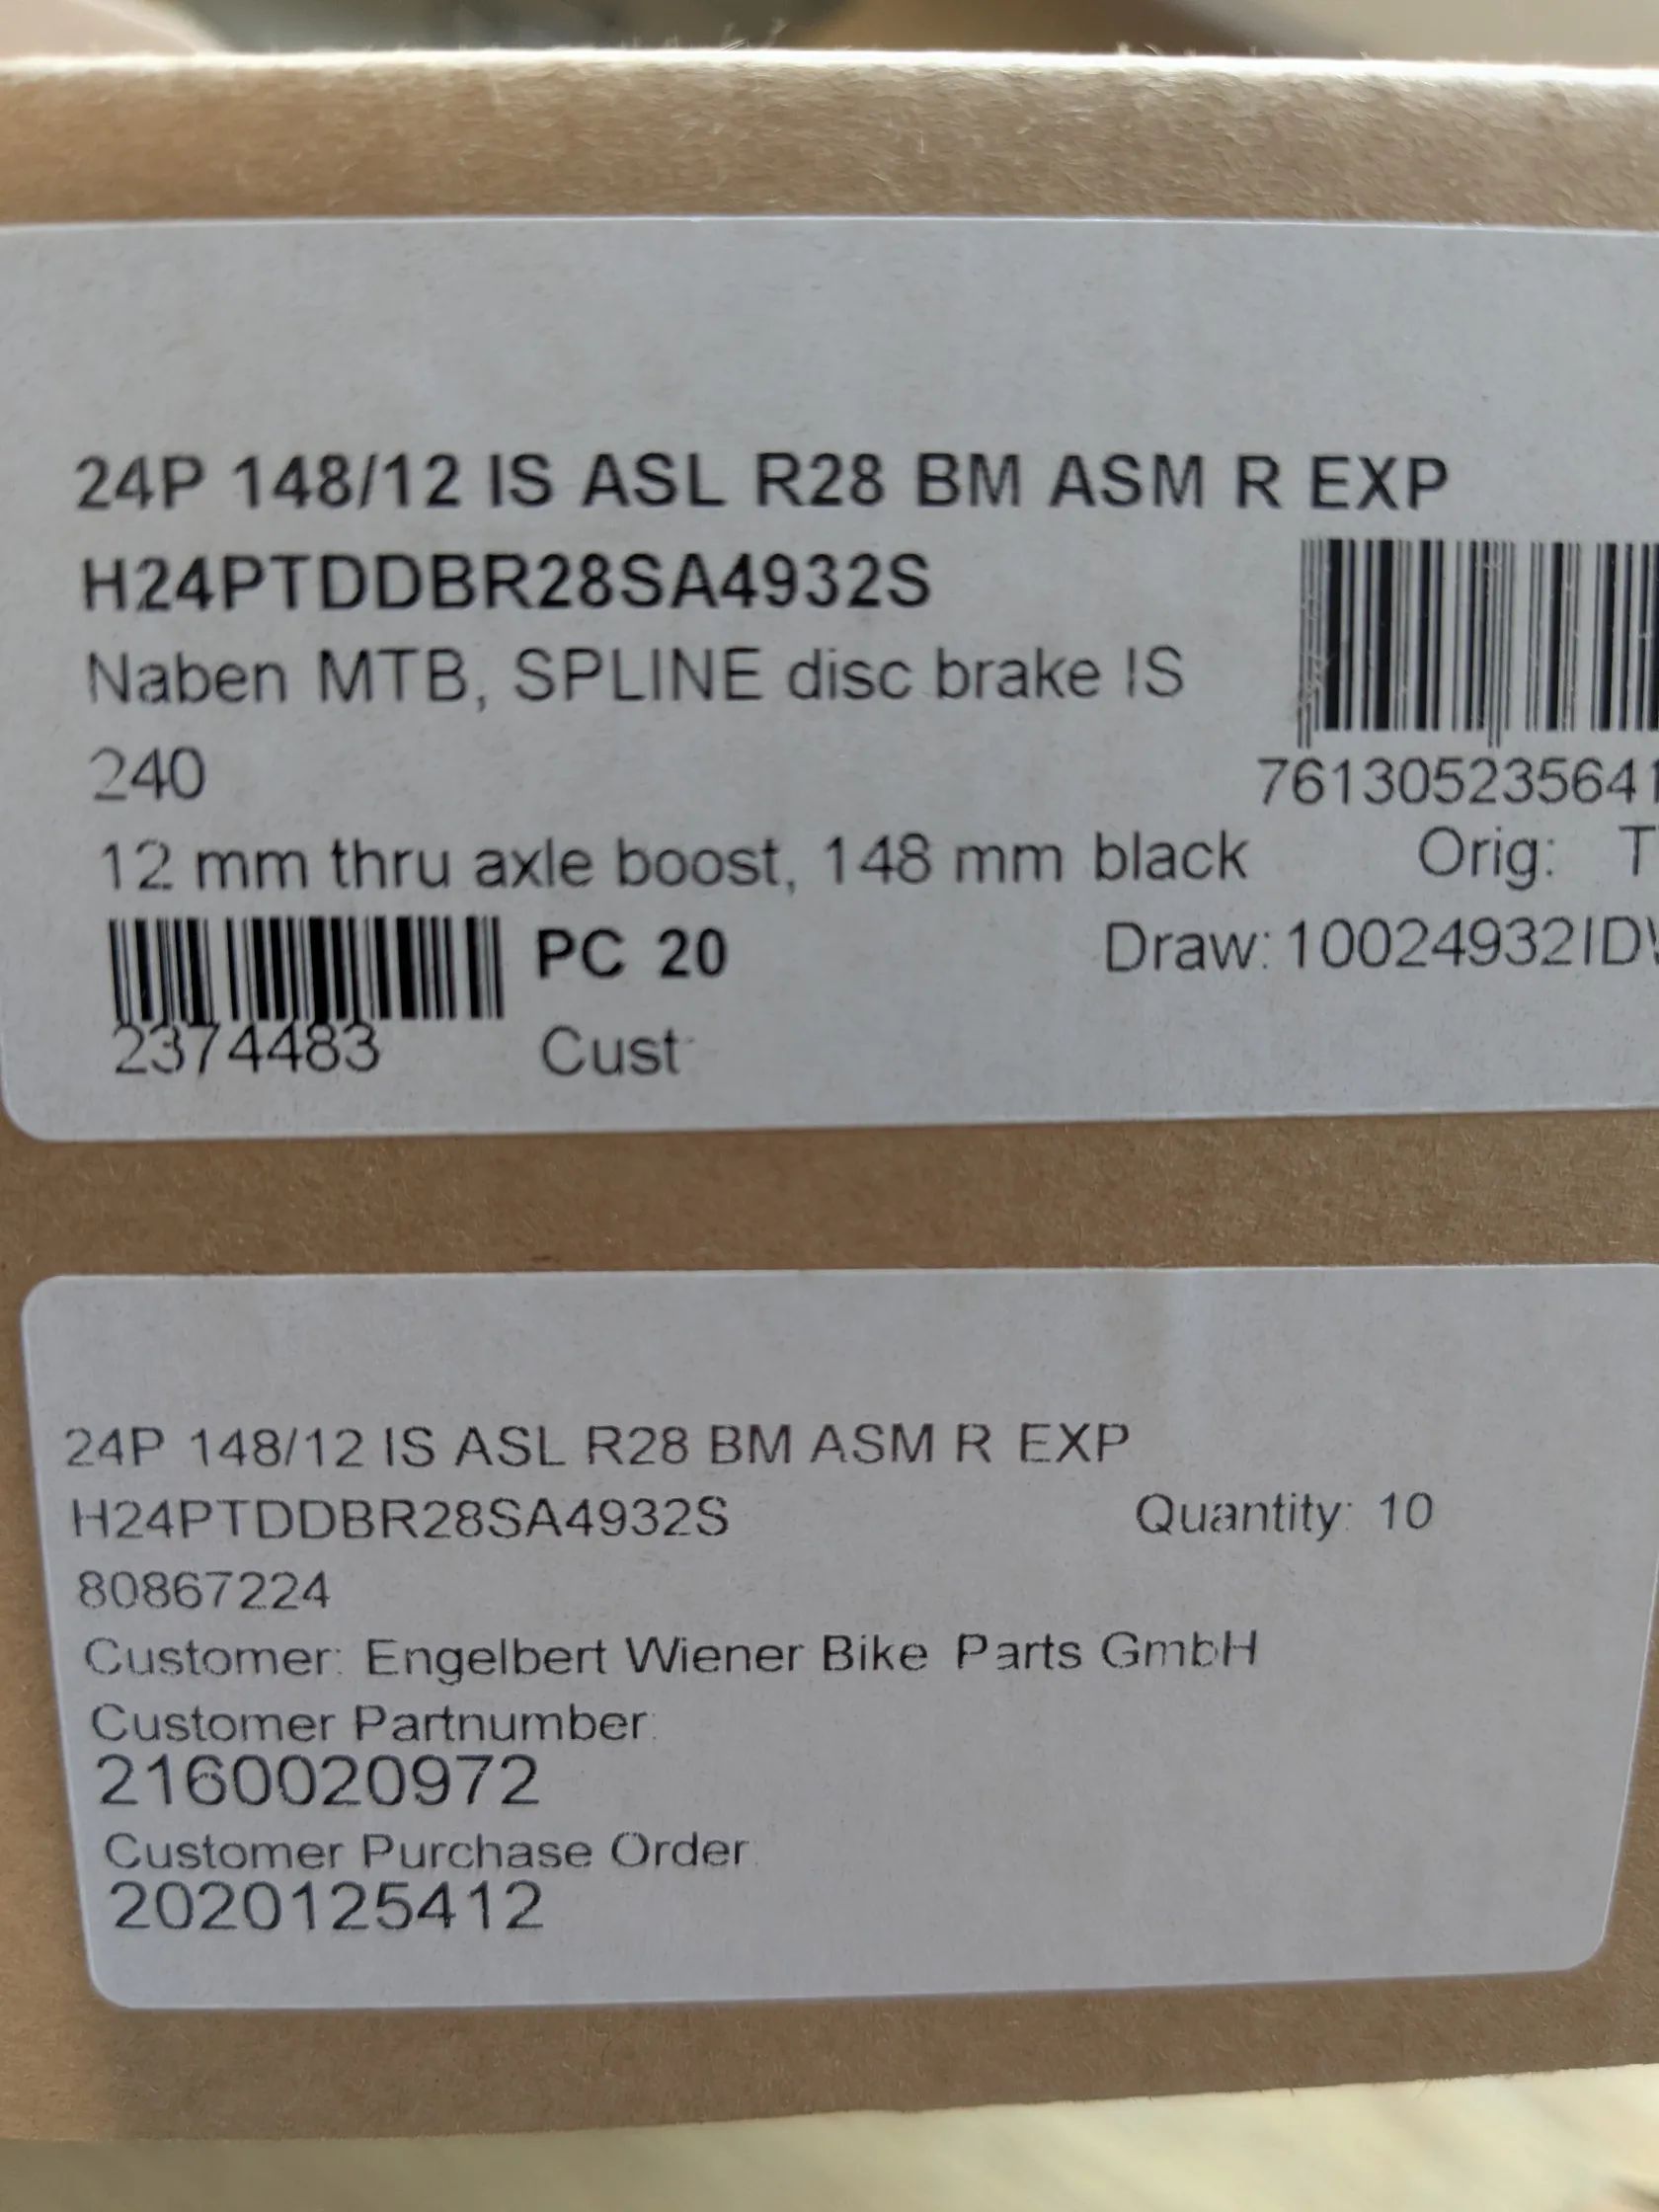 24P 148/12 IS ASL R28 BM ASM R EXP
H24PTDDBR28SA4932S
Naben MTB, SPLINE disc brake IS
240
761305235641
12 mm thru axle boost, 148 mm black Orig: T
PC 20 Draw: 10024932ID
2374483 Cust
24P 148/12 IS ASL R28 BM ASM R EXP
H24PTDDBR28SA4932S Quantity: 10
80867224
Customer: Engelbert Wiener Bike Parts GmbH
Customer Partnumber:
2160020972
Customer Purchase Order
2020125412